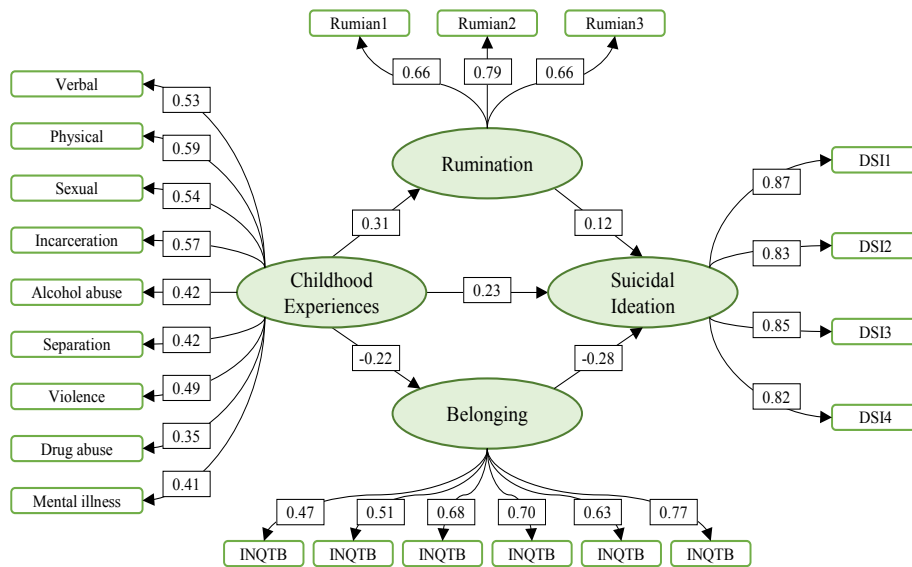 Rumian1
Rumian2
Rumian3
0.66
0.79
0.66
Verbal
0.53
Physical
0.59
Sexual
0.54
Incarceration
0.57
Alcohol abuse
0.42
Separation
0.42
Violence
0.49
Drug abuse
0.35
Mental illness
0.41
Rumination
0.31
0.12
Childhood
Experiences
0.23
Suicidal
Ideation
-0.22
-0.28
Belonging
0.87
DSI1
0.83
DSI2
0.85
DSI3
0.82
DSI4
0.47
0.51
0.68
0.70
0.63
0.77
INQTB
INQTB
INQTB
INQTB
INQTB
INQTB